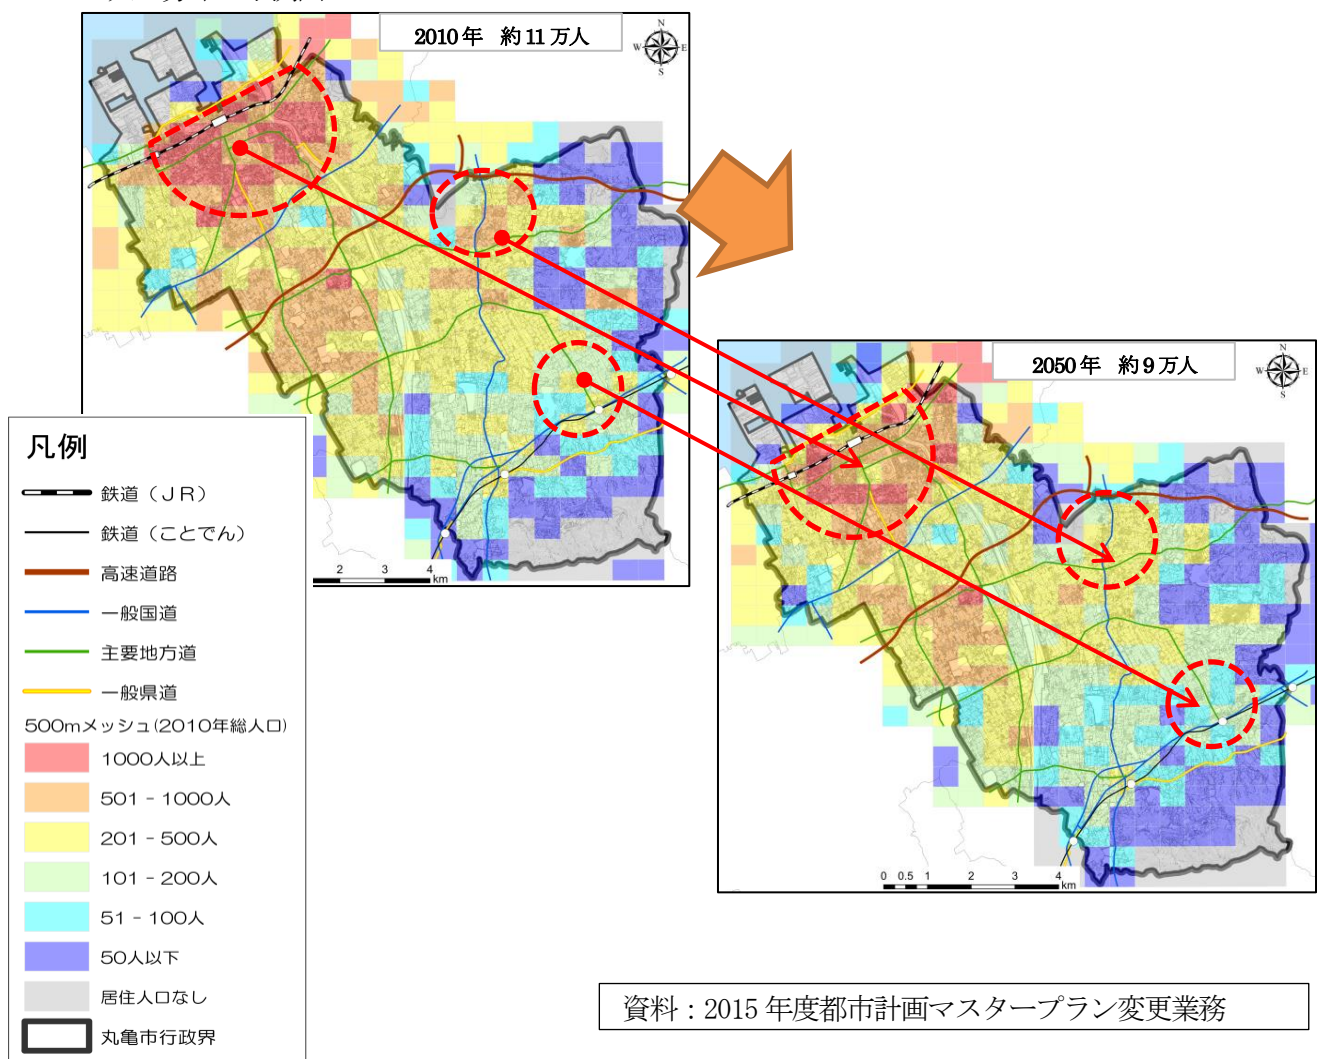 2010年 約11万人
N
W
E
S
2 3 4
km
2050年 約9万人
N
W
E
S
0 0.5 1 2 3 4
km
凡例
鉄道（ＪＲ）
鉄道（ことでん）
高速道路
一般国道
主要地方道
一般県道
500mメッシュ(2010年総人口)
1000人以上
501 - 1000人
201 - 500人
101 - 200人
51 - 100人
50人以下
居住人口なし
丸亀市行政界
資料：2015 年度都市計画マスタープラン変更業務